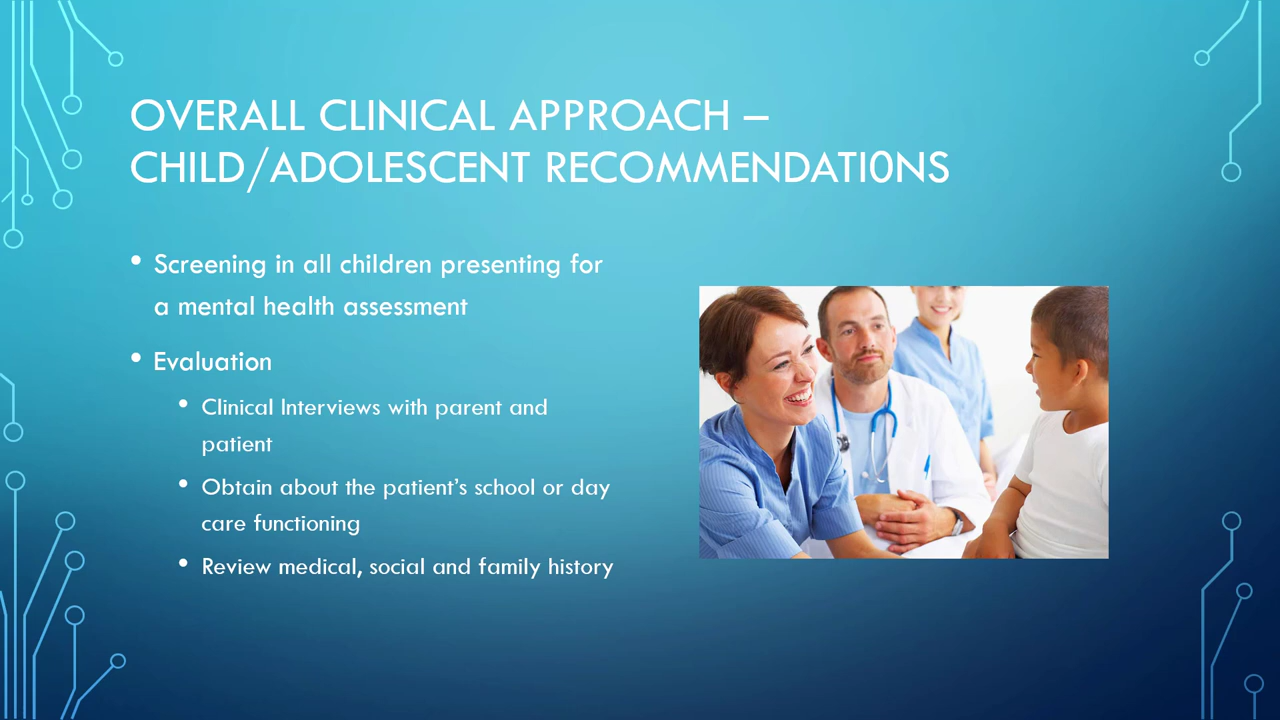 OVERALL CLINICAL APPROACH –
CHILD/ADOLESCENT RECOMMENDATI0NS
• Screening in all children presenting for
a mental health assessment
• Evaluation
• Clinical Interviews with parent and
patient
• Obtain about the patient’s school or day
care functioning
• Review medical, social and family history